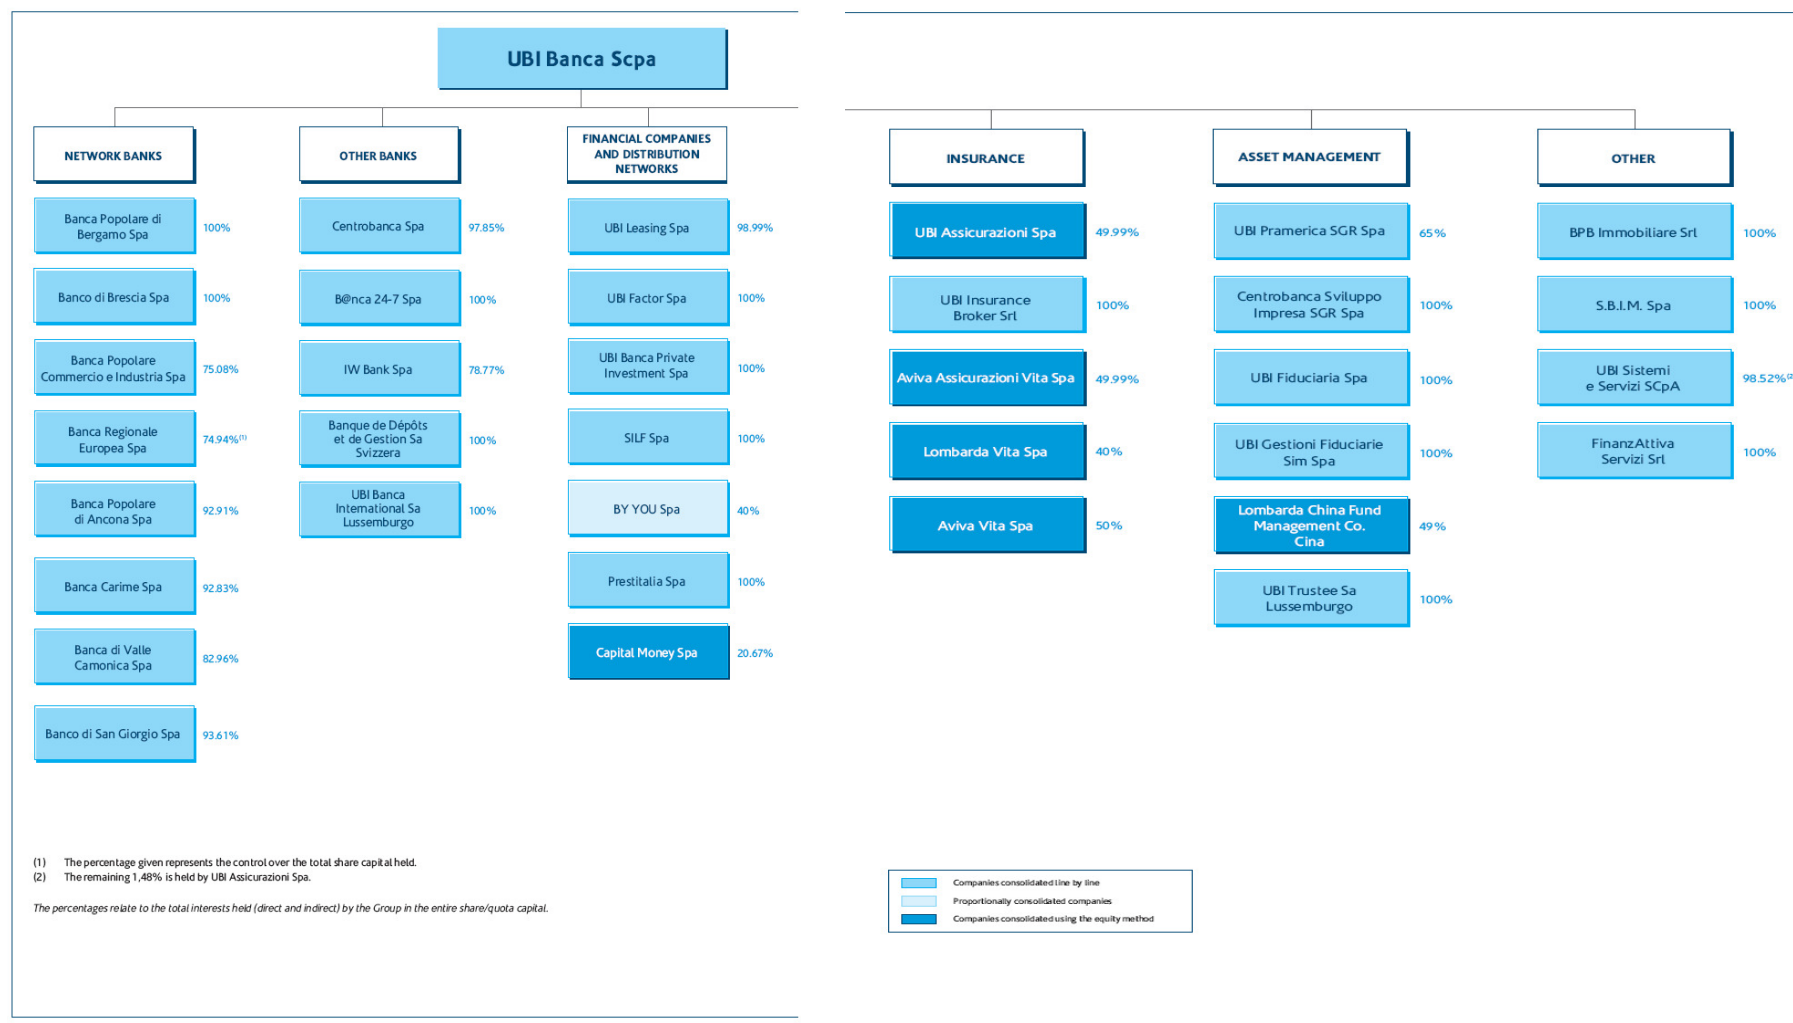 UBI Banca Scpa
NETWORK BANKS
Banca Popolare di
Bergamo Spa
100%
Banco di Brescia Spa
100%
Banca Popolare
Commercio e Industria Spa
75.08%
Banca Regionale
Europea Spa
74.94%(1)
Banca Popolare
di Ancona Spa
92.91%
Banca Carime Spa
92.83%
Banca di Valle
Camonica Spa
82.96%
Banco di San Giorgio Spa
93.61%
OTHER BANKS
Centrobanca Spa
97.85%
B@nca 24-7 Spa
100%
IW Bank Spa
78.77%
Banque de Dépôts
et de Gestion Sa
Svizzera
100%
UBI Banca
International Sa
Lussemburgo
100%
FINANCIAL COMPANIES
AND DISTRIBUTION
NETWORKS
UBI Leasing Spa
98.99%
UBI Factor Spa
100%
UBI Banca Private
Investment Spa
100%
SILF Spa
100%
BY YOU Spa
40%
Prestitalia Spa
100%
Capital Money Spa
20.67%
INSURANCE
UBI Assicurazioni Spa
49.99%
UBI Insurance
Broker Srl
100%
Aviva Assicurazioni Vita Spa
49.99%
Lombarda Vita Spa
40%
Aviva Vita Spa
50%
ASSET MANAGEMENT
UBI Pramerica SGR Spa
65%
Centrobanca Sviluppo
Impresa SGR Spa
100%
UBI Fiduciaria Spa
100%
UBI Gestioni Fiduciarie
Sim Spa
100%
Lombarda China Fund
Management Co.
Cina
49%
UBI Trustee Sa
Lussemburgo
100%
OTHER
BPB Immobiliare Srl
100%
S.B.I.M. Spa
100%
UBI Sistemi
e Servizi SCpA
98.52%(2
FinanzAttiva
Servizi Srl
100%
(1) The percentage given represents the control over the total share capital held.
(2) The remaining 1,48% is held by UBI Assicurazioni Spa.
The percentages relate to the total interests held (direct and indirect) by the Group in the entire share/quota capital.
Companies consolidated line by line
Proportionally consolidated companies
Companies consolidated using the equity method